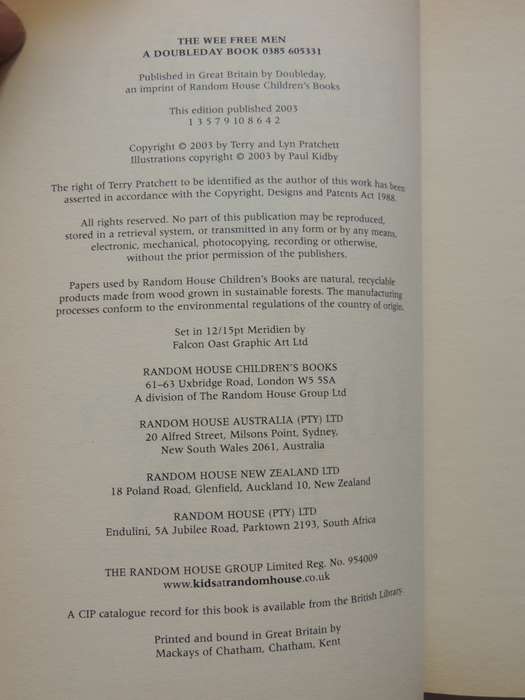 THE WEE FREE MEN
A DOUBLEDAY BOOK 0385 605331
Published in Great Britain by Doubleday,
an imprint of Random House Children's Books
This edition published 2003
1 3 5 7 9 10 8 6 4 2
Copyright © 2003 by Terry and Lyn Pratchett
Illustrations copyright © 2003 by Paul Kidby
The right of Terry Pratchett to be identified as the author of this work has been
asserted in accordance with the Copyright, Designs and Patents Act 1988.
All rights reserved. No part of this publication may be reproduced,
stored in a retrieval system, or transmitted in any form or by any means,
electronic, mechanical, photocopying, recording or otherwise,
without the prior permission of the publishers.
Papers used by Random House Children's Books are natural, recyclable
products made from wood grown in sustainable forests. The manufacturing
processes conform to the environmental regulations of the country of origin.
Set in 12/15pt Meridien by
Falcon Oast Graphic Art Ltd
RANDOM HOUSE CHILDREN'S BOOKS
61–63 Uxbridge Road, London W5 5SA
A division of The Random House Group Ltd
RANDOM HOUSE AUSTRALIA (PTY) LTD
20 Alfred Street, Milsons Point, Sydney,
New South Wales 2061, Australia
RANDOM HOUSE NEW ZEALAND LTD
18 Poland Road, Glenfield, Auckland 10, New Zealand
RANDOM HOUSE (PTY) LTD
Endulini, 5A Jubilee Road, Parktown 2193, South Africa
THE RANDOM HOUSE GROUP Limited Reg. No. 954009
www.kidsatrandomhouse.co.uk
A CIP catalogue record for this book is available from the British Library.
Printed and bound in Great Britain by
Mackays of Chatham, Chatham, Kent